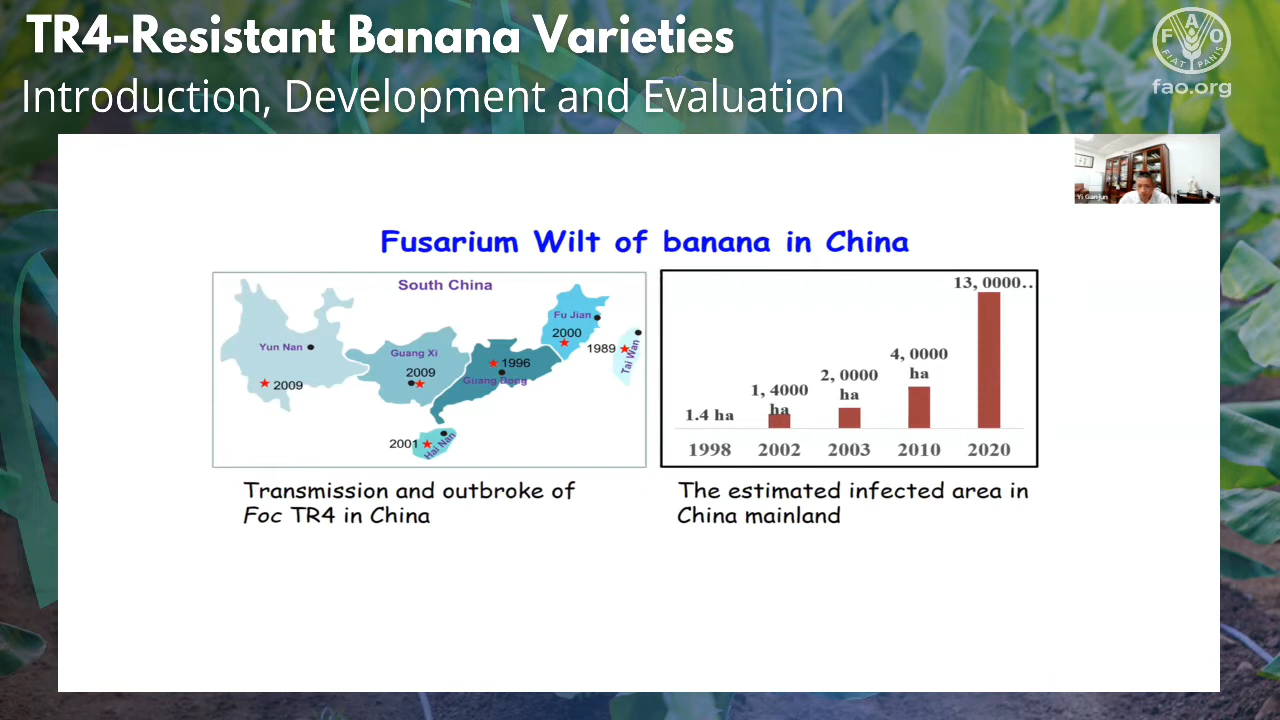 TR4-Resistant Banana Varieties
Introduction, Development and Evaluation
F A O
FIAT PANIS
fao.org
Yi Ganjun
Fusarium Wilt of banana in China
South China
Yun Nan
2009
Guang Xi
2009
1996
Guang Dong
Fu Jian
2000
1989
Tai Wan
2001
Hai Nan
13, 0000..
4, 0000
ha
2, 0000
ha
1, 4000
ha
1.4 ha
1998 2002 2003 2010 2020
Transmission and outbroke of
Foc TR4 in China
The estimated infected area in
China mainland